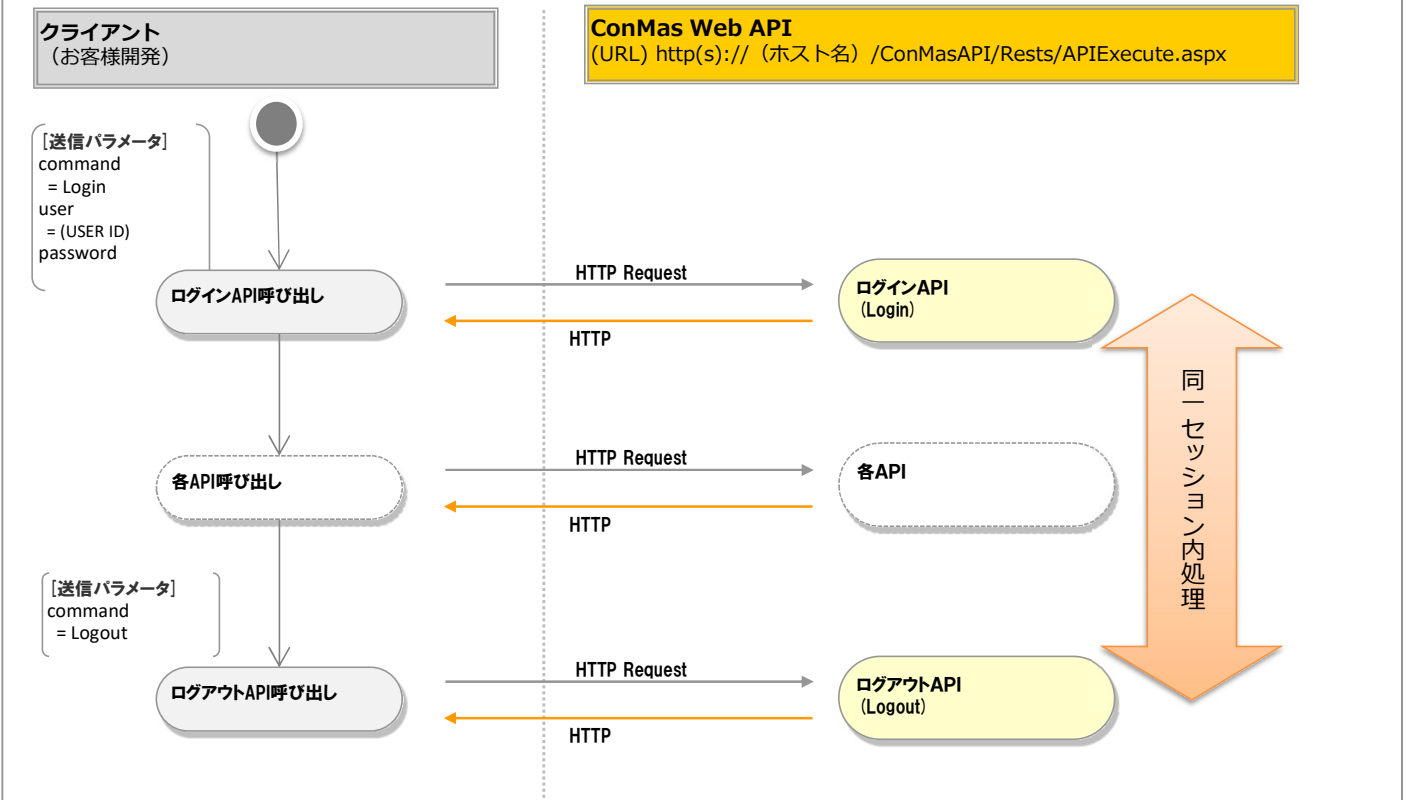 クライアント
（お客様開発）
ConMas Web API
(URL) http(s)://（ホスト名）/ConMasAPI/Rests/APIExecute.aspx
[送信パラメータ]
command
= Login
user
= (USER ID)
password
ログインAPI呼び出し
HTTP Request
HTTP
ログインAPI
(Login)
各API呼び出し
HTTP Request
HTTP
各API
同一セッション内処理
[送信パラメータ]
command
= Logout
ログアウトAPI呼び出し
HTTP Request
HTTP
ログアウトAPI
(Logout)